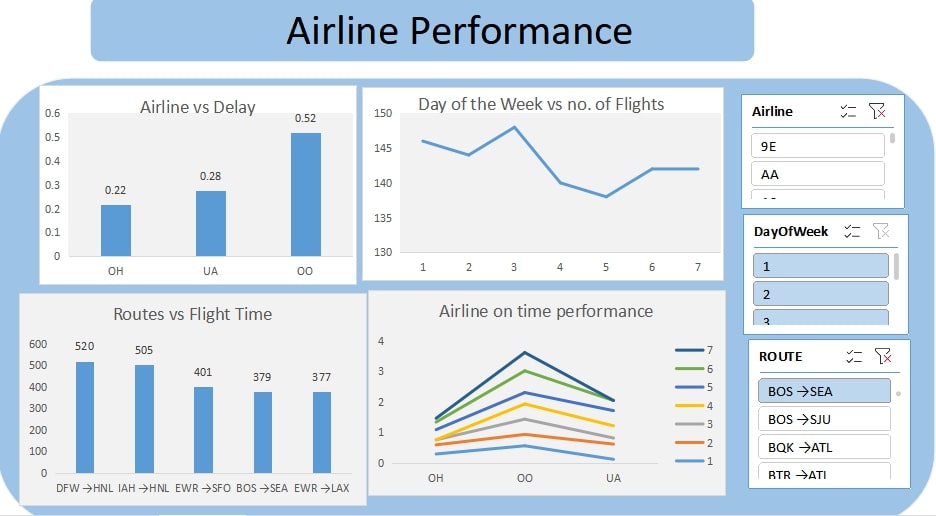 Airline Performance
Airline vs Delay
0.6
0.5
0.4
0.3
0.2
0.1
0
0.22
0.28
0.52
OH UA OO
Day of the Week vs no. of Flights
150
145
140
135
130
1 2 3 4 5 6 7
Airline
9E
AA
DayOfWeek
1
2
3
Routes vs Flight Time
600
500
400
300
200
100
0
520
505
401
379
377
DFW →HNL IAH →HNL EWR →SFO BOS →SEA EWR →LAX
Airline on time performance
4
3
2
1
0
OH OO UA
7
6
5
4
3
2
1
ROUTE
BOS →SEA
BOS →SJU
BQK →ATL
BTR →ATL